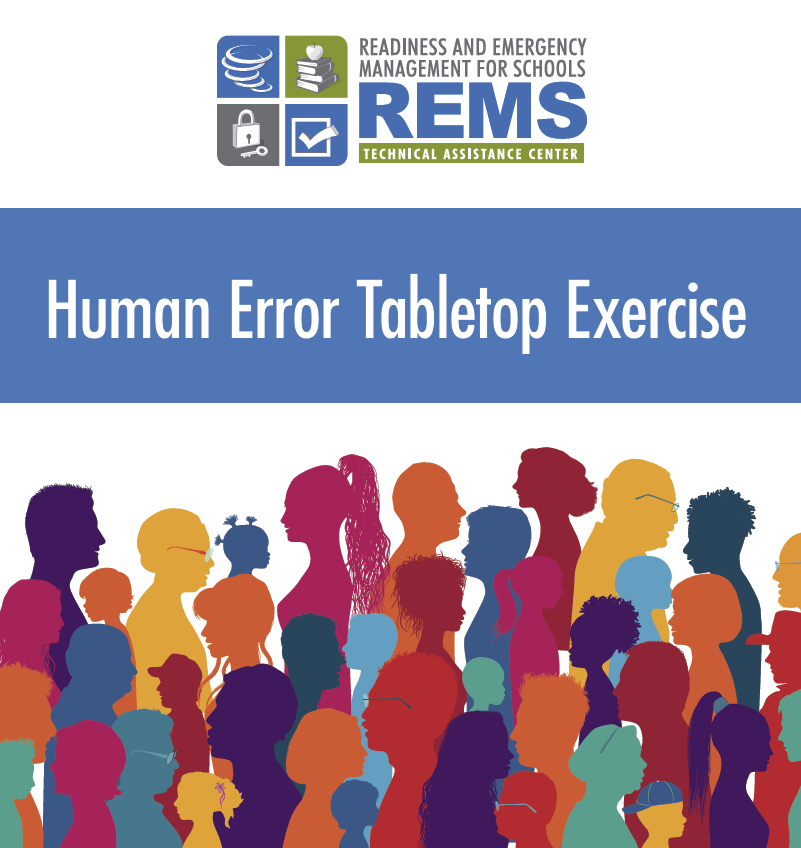 READINESS AND EMERGENCY
MANAGEMENT FOR SCHOOLS
REMS
TECHNICAL ASSISTANCE CENTER
Human Error Tabletop Exercise